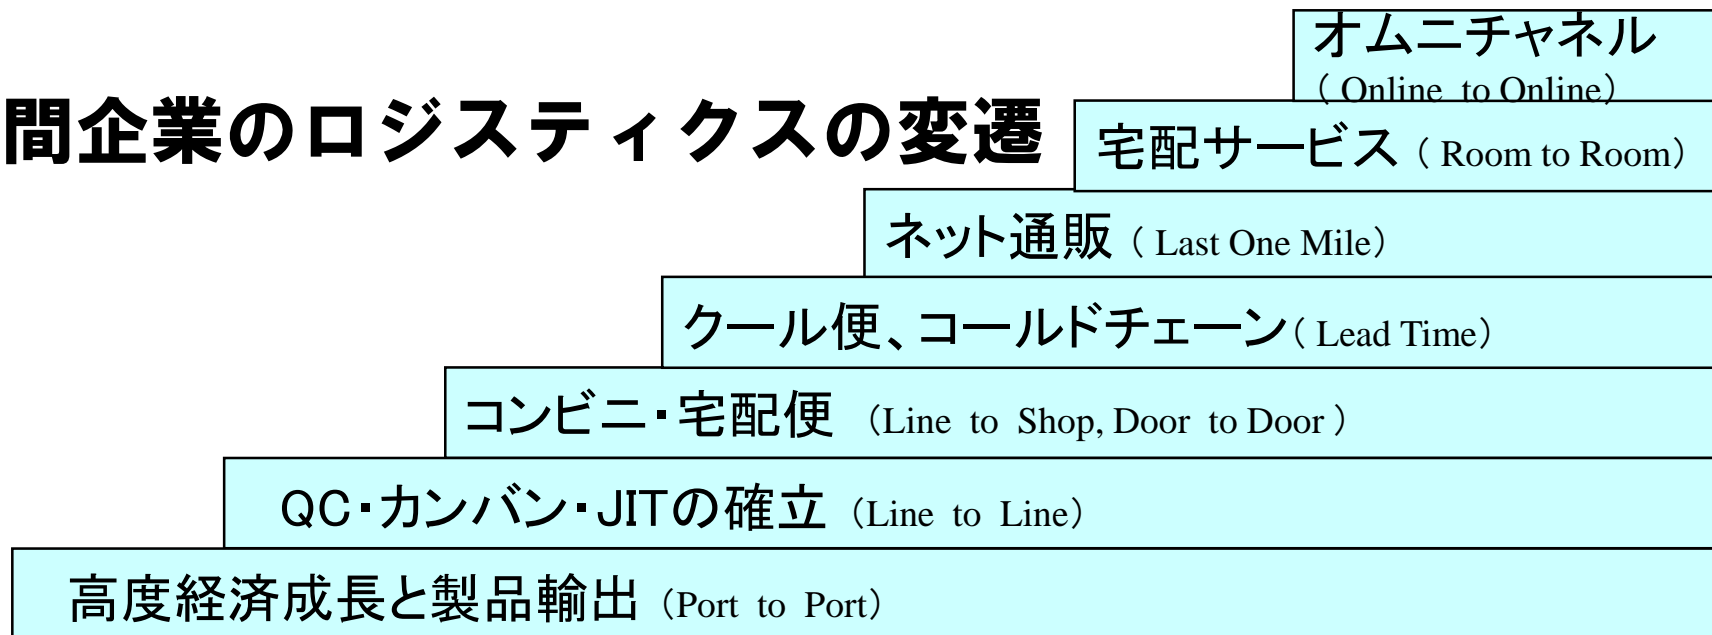 オムニチャネル
( Online to Online)
間企業のロジスティクスの変遷
宅配サービス ( Room to Room)
ネット通販 ( Last One Mile)
クール便、コールドチェーン( Lead Time)
コンビニ・宅配便 (Line to Shop, Door to Door )
QC・カンバン・JITの確立 (Line to Line)
高度経済成長と製品輸出 (Port to Port)